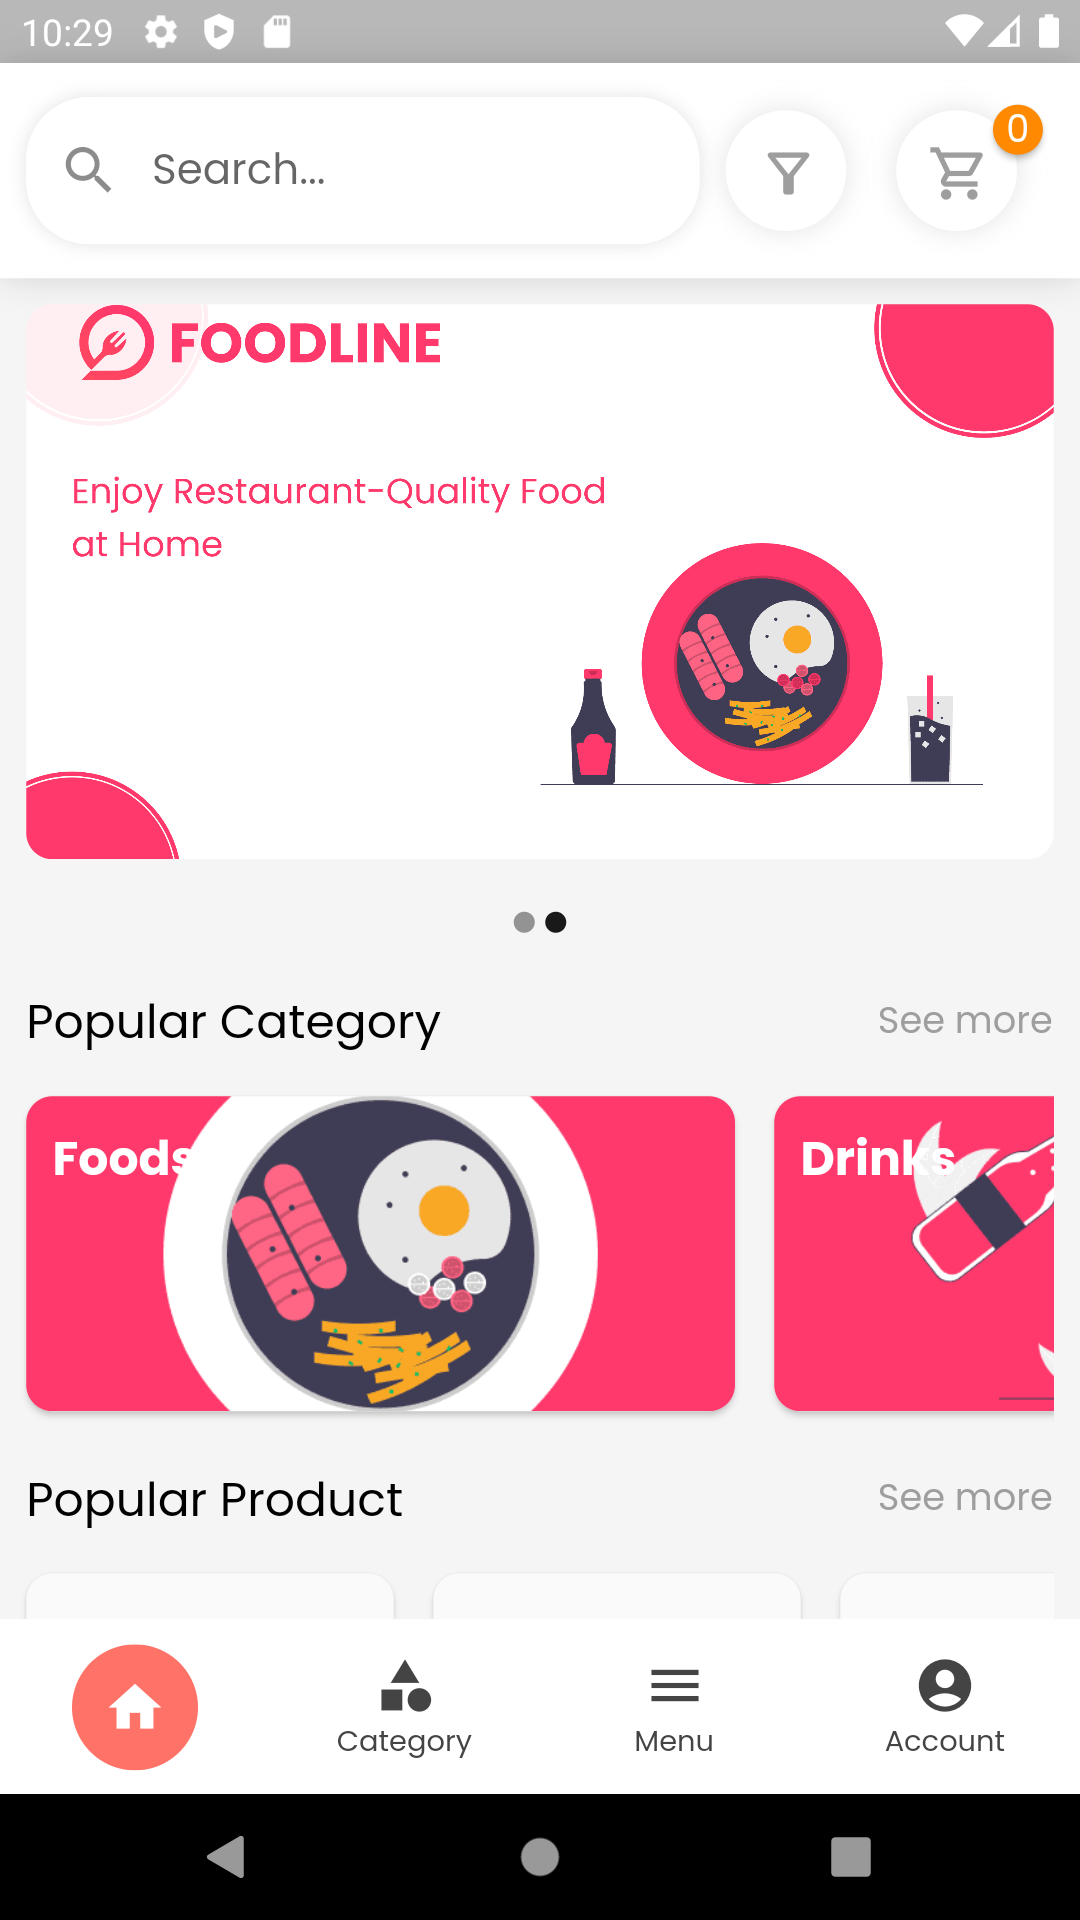 10:29
Search...
0
FOODLINE
Enjoy Restaurant-Quality Food
at Home
Popular Category
See more
Foods
Drinks
Popular Product
See more
Category
Menu
Account